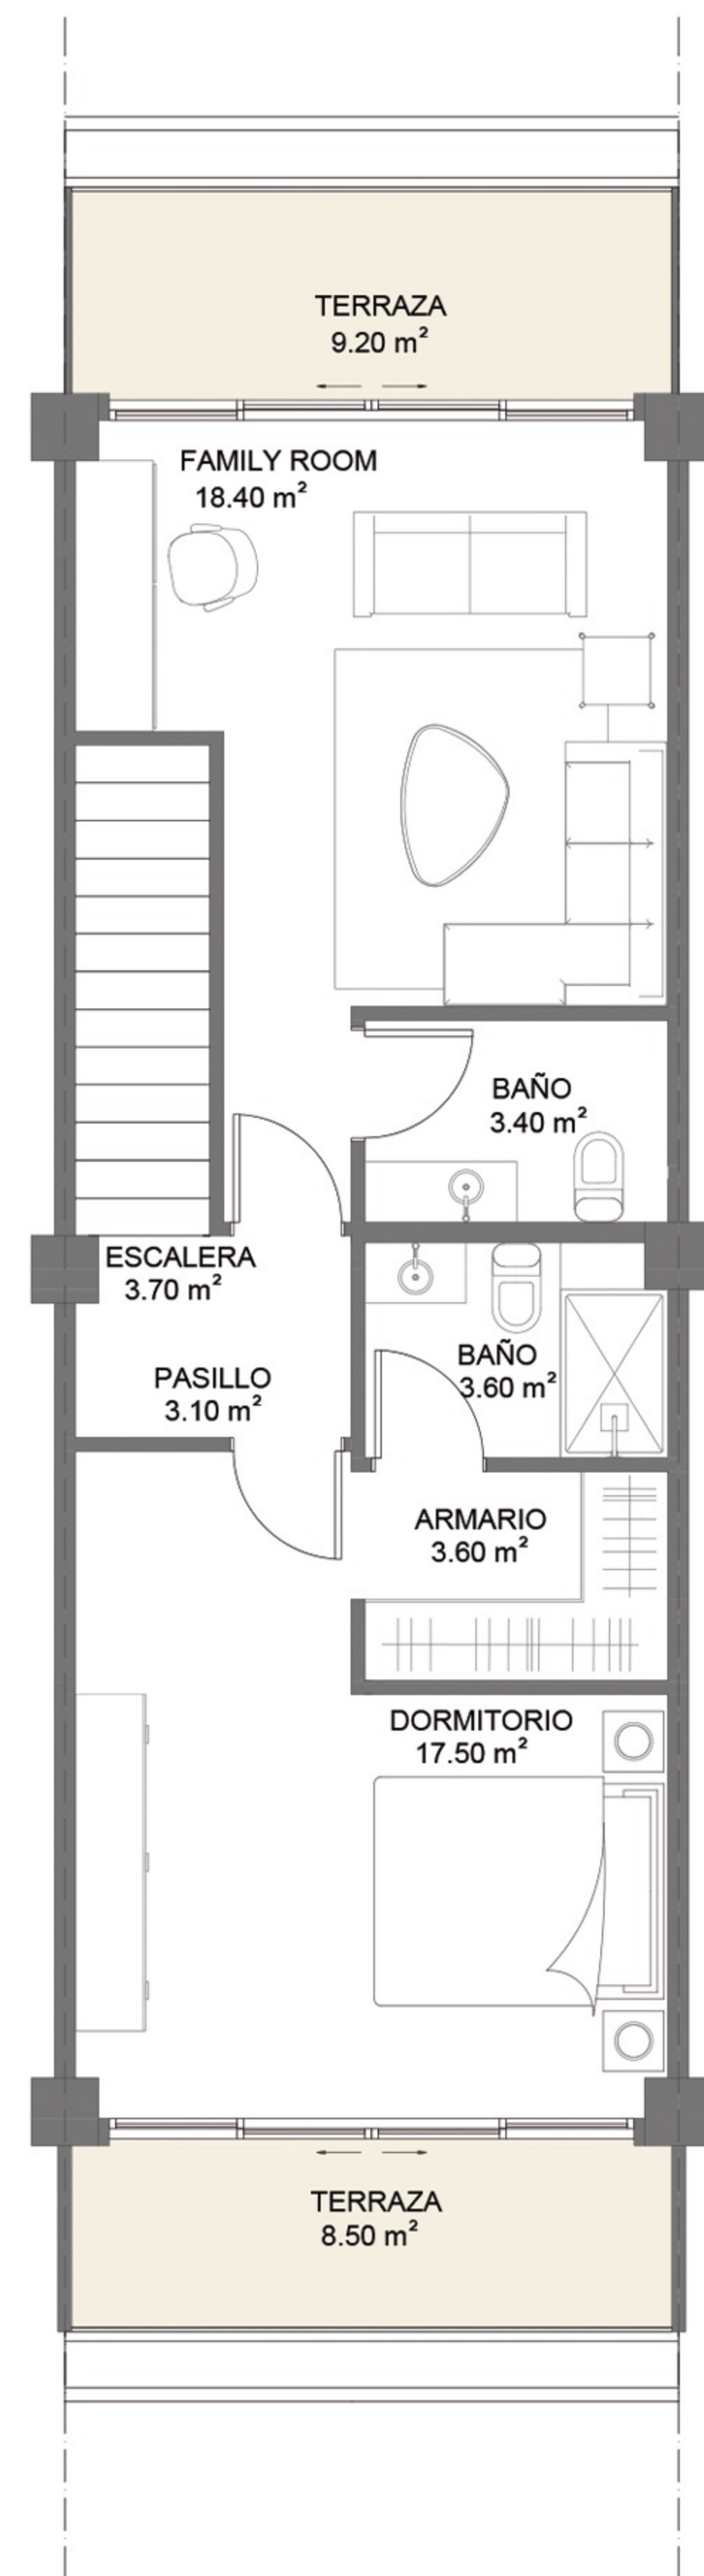 TERRAZA
9.20 m²
FAMILY ROOM
18.40 m²
BAÑO
3.40 m²
ESCALERA
3.70 m²
BAÑO
3.60 m²
PASILLO
3.10 m²
ARMARIO
3.60 m²
DORMITORIO
17.50 m²
TERRAZA
8.50 m²